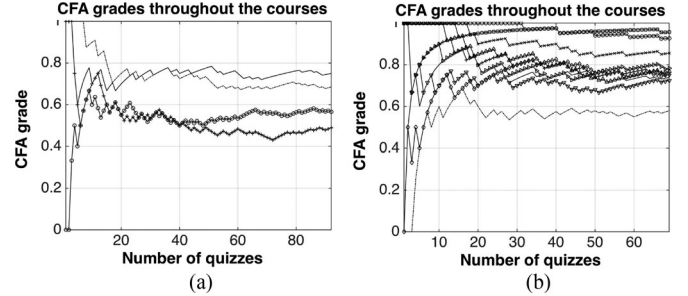 CFA grades throughout the courses
1
0.8
0.6
0.4
0.2
0
CFA grade
20 40 60 80
Number of quizzes
(a)
CFA grades throughout the courses
1
0.8
0.6
0.4
0.2
0
CFA grade
10 20 30 40 50 60
Number of quizzes
(b)